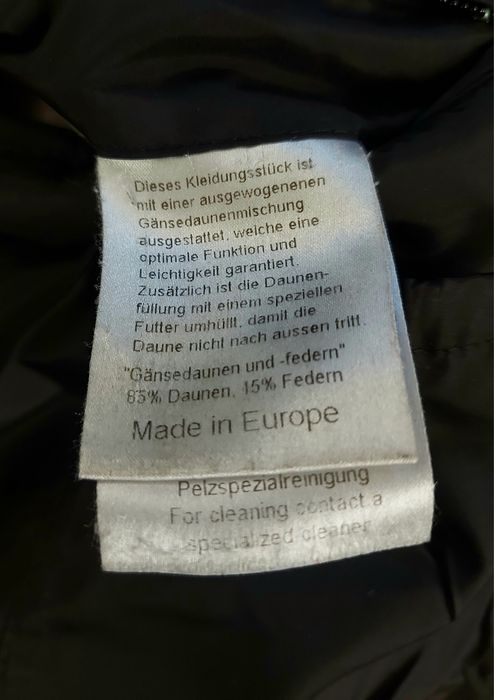 Dieses Kleidungsstück ist
mit einer ausgewogenenen
Gänsedaunenmischung
ausgestattet, welche eine
optimale Funktion und
Leichtigkeit garantiert.
Zusätzlich ist die Daunen-
füllung mit einem speziellen
Futter umhüllt, damit die
Daune nicht nach aussen tritt.
"Gänsedaunen und -federn"
85% Daunen, 15% Federn
Made in Europe
Pelzspezialreinigung
For cleaning contact a
specialized cleaner